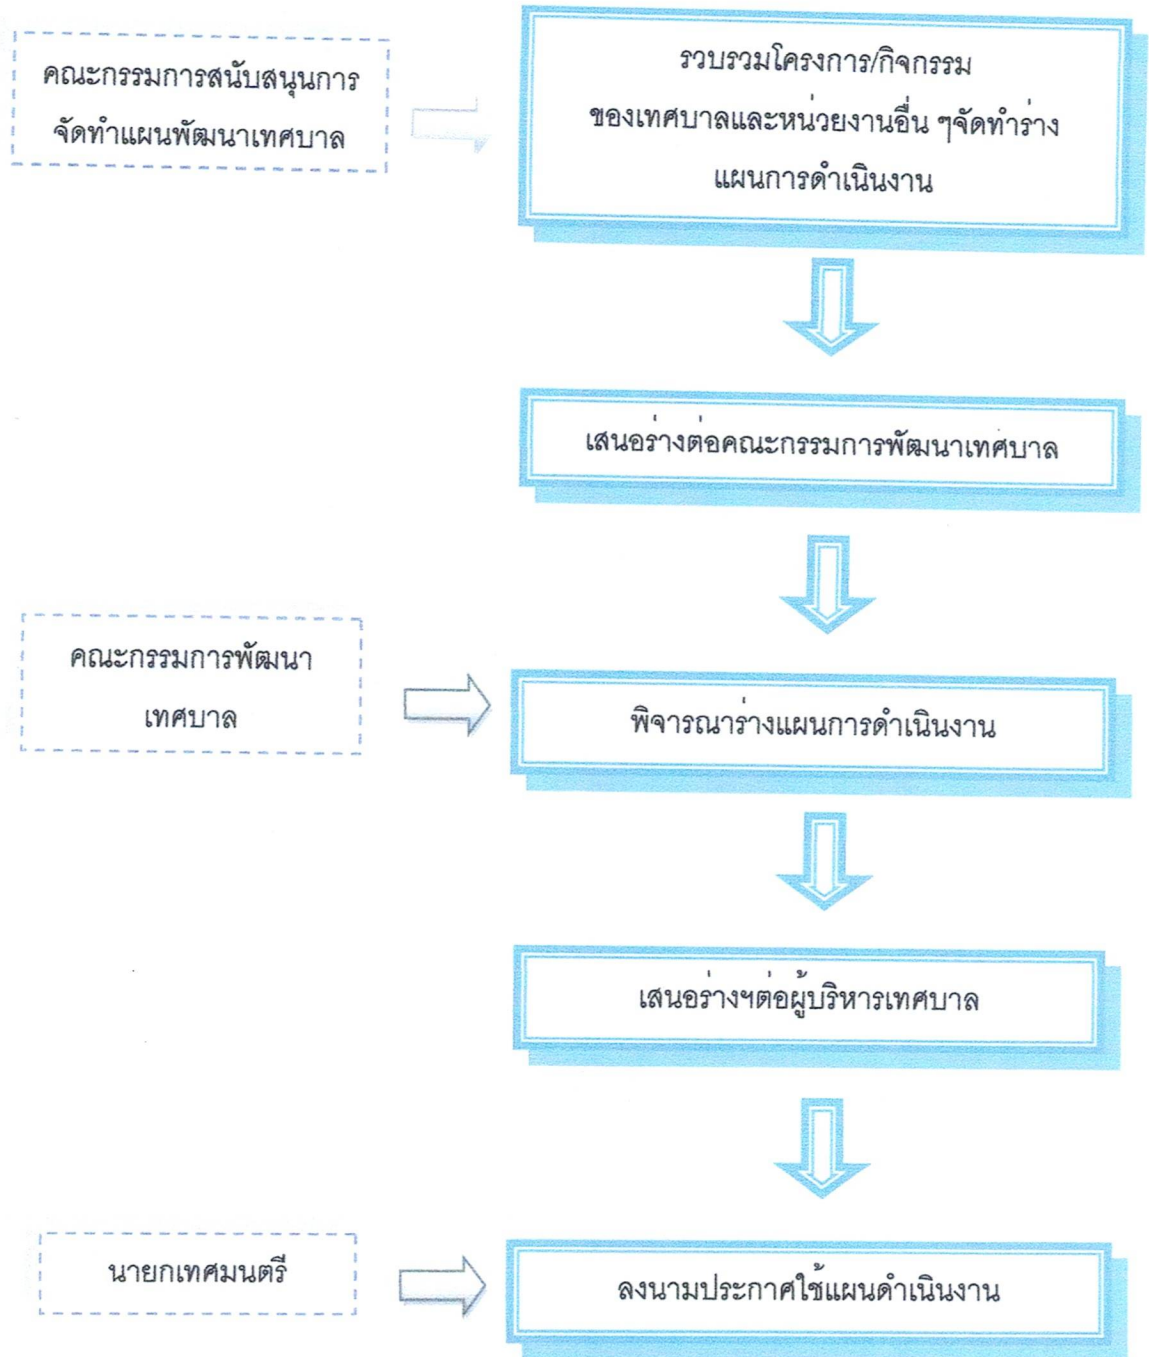 คณะกรรมการสนับสนุนการ
จัดทำแผนพัฒนาเทศบาล
รวบรวมโครงการ/กิจกรรม
ของเทศบาลและหน่วยงานอื่น ๆจัดทำร่าง
แผนการดำเนินงาน
เสนอร่างต่อคณะกรรมการพัฒนาเทศบาล
คณะกรรมการพัฒนา
เทศบาล
พิจารณาร่างแผนการดำเนินงาน
เสนอร่างฯต่อผู้บริหารเทศบาล
นายกเทศมนตรี
ลงนามประกาศใช้แผนดำเนินงาน